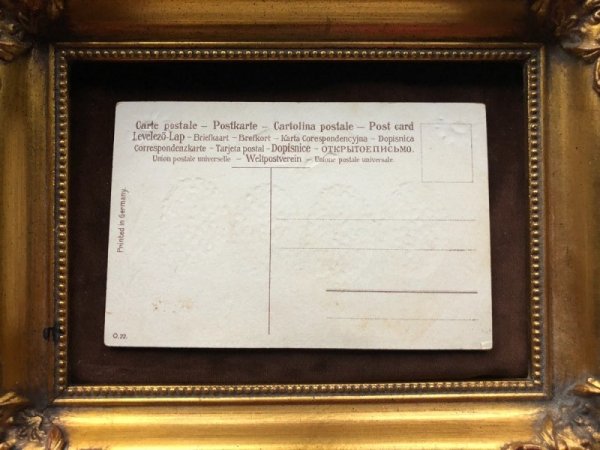 Carte postale – Postkarte – Cartolina postale – Post card
Levelező-Lap – Briefkaart – Brefkort – Karta Corespondencyjna – Dopisnica
Correspondenzkarte – Tarjeta postal – Dopisnice – ОТКРЫТОЕ ПИСЬМО.
Union postale universelle – Weltpostverein – Unione postale universale.
Printed in Germany.
O.22.